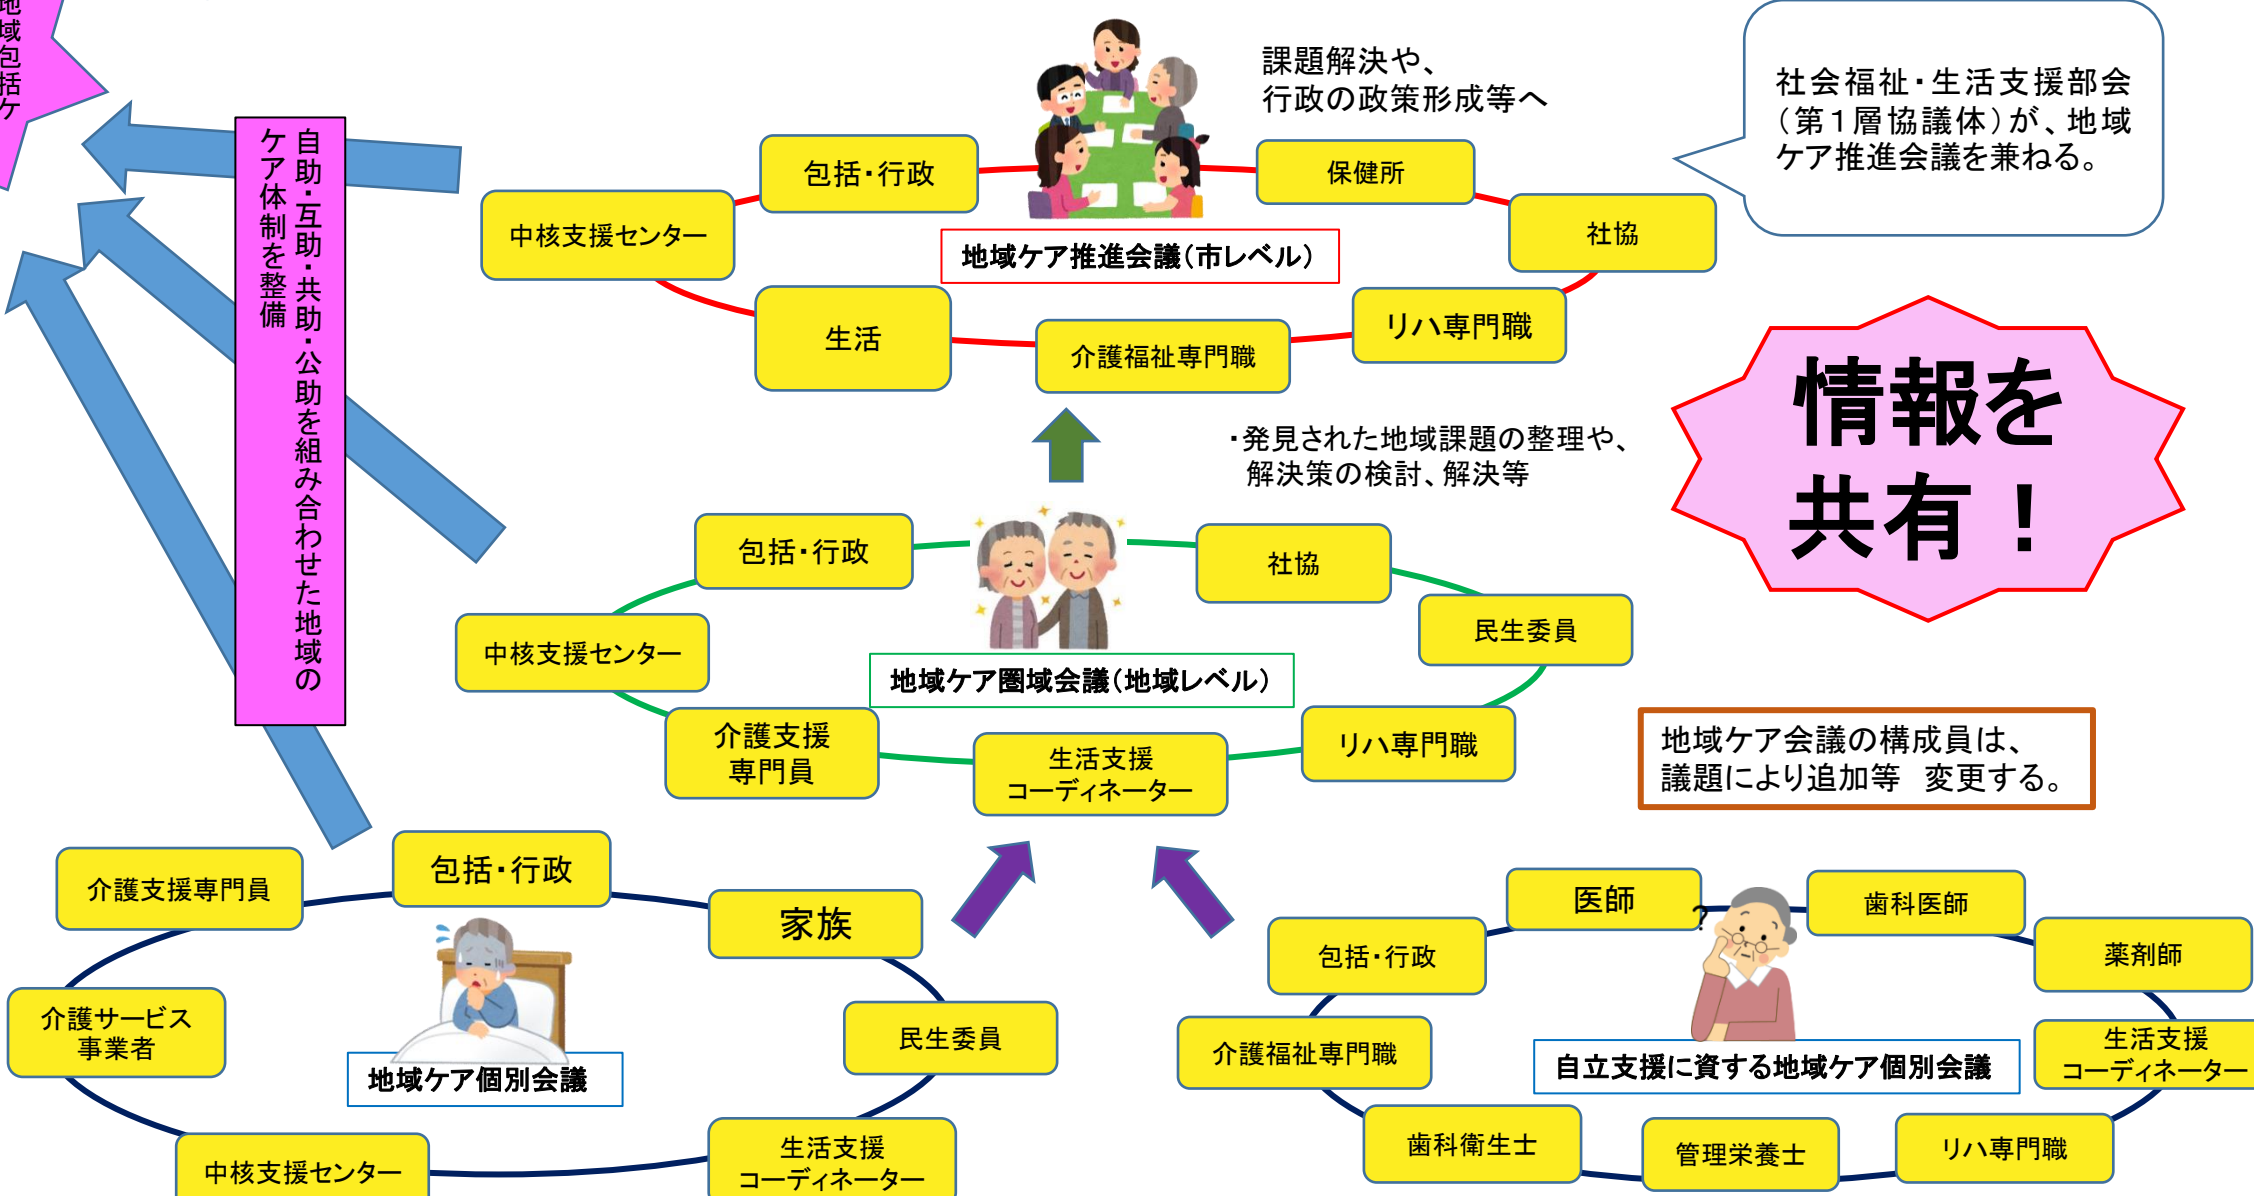 地域包括ケ
自助・互助・共助・公助を組み合わせた地域の
ケア体制を整備
課題解決や、
行政の政策形成等へ
社会福祉・生活支援部会
（第１層協議体）が、地域
ケア推進会議を兼ねる。
包括・行政
保健所
中核支援センター
社協
地域ケア推進会議（市レベル）
生活
介護福祉専門職
リハ専門職
情報を
共有！
・発見された地域課題の整理や、
解決策の検討、解決等
包括・行政
社協
中核支援センター
民生委員
地域ケア圏域会議（地域レベル）
介護支援
専門員
生活支援
コーディネーター
リハ専門職
地域ケア会議の構成員は、
議題により追加等　変更する。
介護支援専門員
包括・行政
家族
介護サービス
事業者
民生委員
地域ケア個別会議
中核支援センター
生活支援
コーディネーター
医師
?
歯科医師
包括・行政
薬剤師
介護福祉専門職
自立支援に資する地域ケア個別会議
生活支援
コーディネーター
歯科衛生士
管理栄養士
リハ専門職